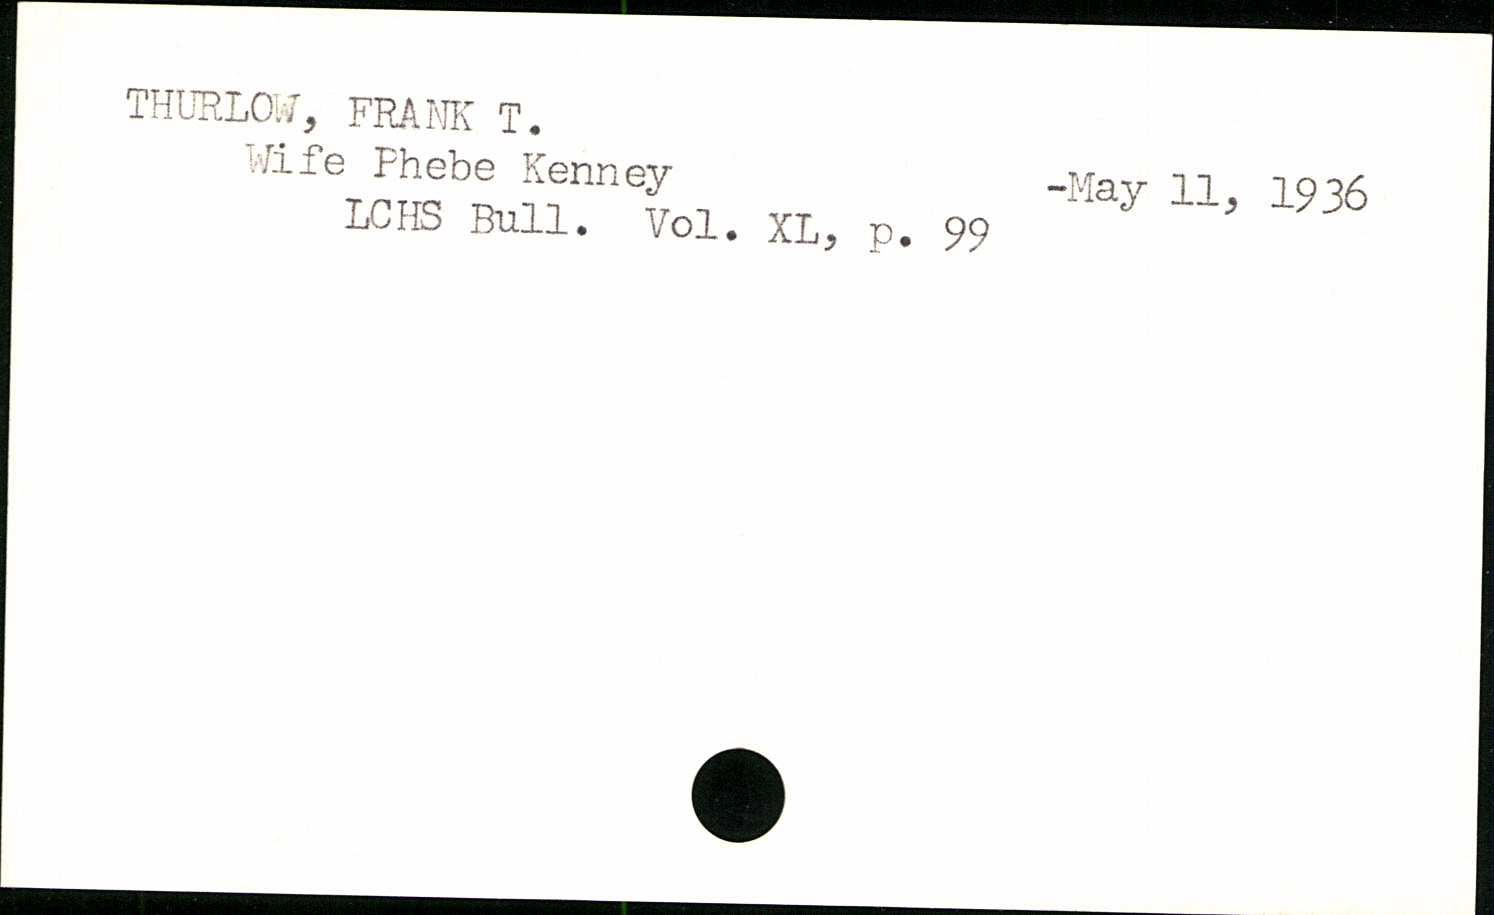 THURLOW, FRANK T.
Wife Phebe Kenney -May 11, 1936
LCHS Bull. Vol. XL, p. 99